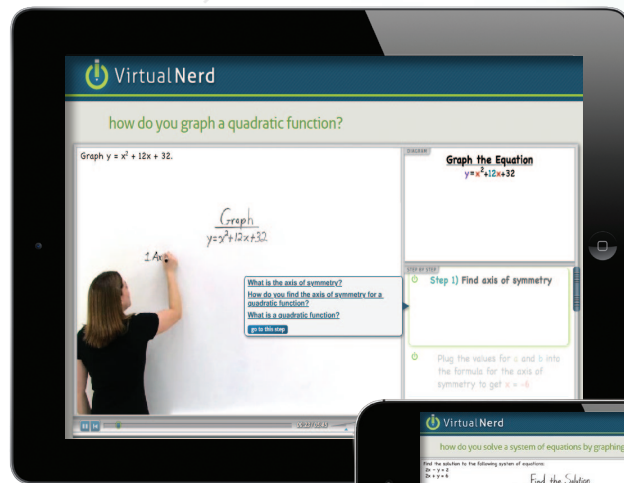 VirtualNerd
how do you graph a quadratic function?
Graph y = x² + 12x + 32.
Graph
y=x²+12x+32
1 Ax
What is the axis of symmetry?
How do you find the axis of symmetry for a
quadratic function?
What is a quadratic function?
go to this step
DIAGRAM
Graph the Equation
y=x²+12x+32
STEP BY STEP
Step 1) Find axis of symmetry
Plug the values for a and b into
the formula for the axis of
symmetry to get x = -6
VirtualNerd
how do you solve a system of equations by graphing
Find the solution to the following system of equations:
2x - y = 2
2x + y = 6
Find the Solution